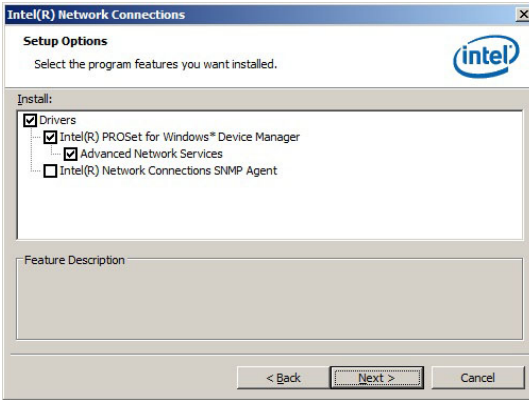 Intel(R) Network Connections
Setup Options
Select the program features you want installed.
intel
Install:
Drivers
Intel(R) PROSet for Windows* Device Manager
Advanced Network Services
Intel(R) Network Connections SNMP Agent
Feature Description
< Back
Next >
Cancel